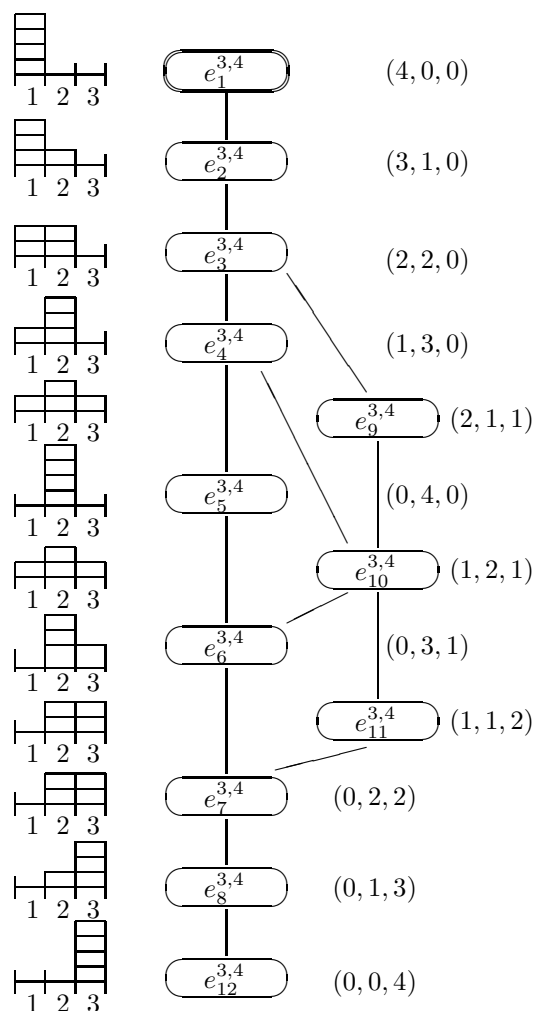 e_1^{3,4} (4, 0, 0)
1 2 3
e_2^{3,4} (3, 1, 0)
1 2 3
e_3^{3,4} (2, 2, 0)
1 2 3
e_4^{3,4} (1, 3, 0)
1 2 3
e_9^{3,4} (2, 1, 1)
1 2 3
e_5^{3,4} (0, 4, 0)
1 2 3
e_{10}^{3,4} (1, 2, 1)
1 2 3
e_6^{3,4} (0, 3, 1)
1 2 3
e_{11}^{3,4} (1, 1, 2)
1 2 3
e_7^{3,4} (0, 2, 2)
1 2 3
e_8^{3,4} (0, 1, 3)
1 2 3
e_{12}^{3,4} (0, 0, 4)
1 2 3